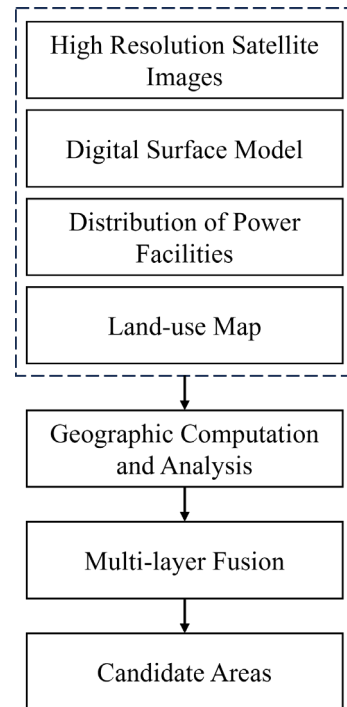 High Resolution Satellite
Images
Digital Surface Model
Distribution of Power
Facilities
Land-use Map
Geographic Computation
and Analysis
Multi-layer Fusion
Candidate Areas